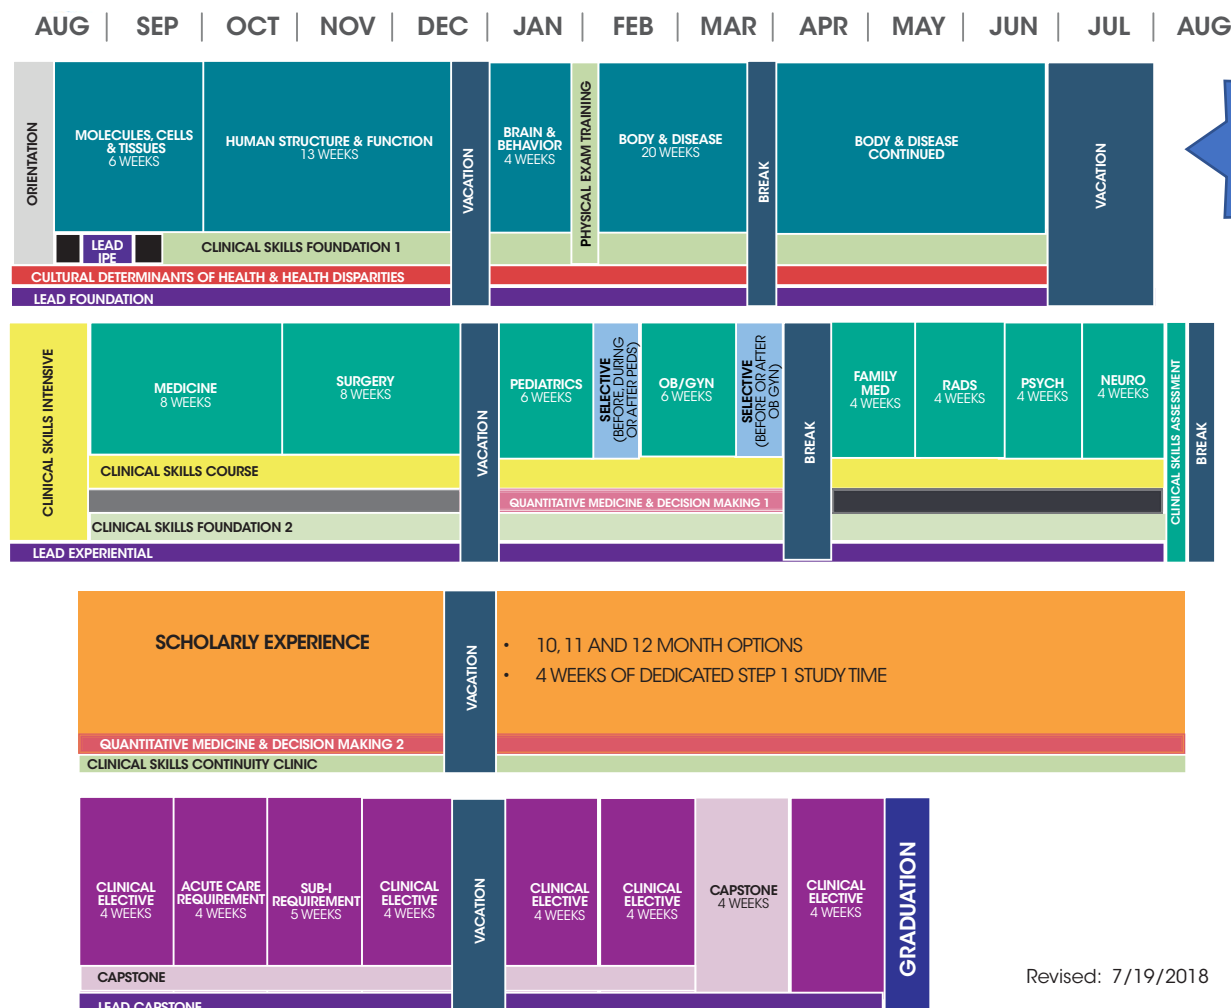 AUG | SEP | OCT | NOV | DEC | JAN | FEB | MAR | APR | MAY | JUN | JUL | AUG
ORIENTATION
MOLECULES, CELLS
& TISSUES
6 WEEKS
HUMAN STRUCTURE & FUNCTION
13 WEEKS
VACATION
BRAIN &
BEHAVIOR
4 WEEKS
PHYSICAL EXAM TRAINING
BODY & DISEASE
20 WEEKS
BREAK
BODY & DISEASE
CONTINUED
VACATION
LEAD
IPE
CLINICAL SKILLS FOUNDATION 1
CULTURAL DETERMINANTS OF HEALTH & HEALTH DISPARITIES
LEAD FOUNDATION
CLINICAL SKILLS INTENSIVE
MEDICINE
8 WEEKS
SURGERY
8 WEEKS
VACATION
PEDIATRICS
6 WEEKS
SELECTIVE
(BEFORE, DURING
OR AFTER PEDS)
OB/GYN
6 WEEKS
SELECTIVE
(BEFORE OR AFTER
OB GYN)
BREAK
FAMILY
MED
4 WEEKS
RADS
4 WEEKS
PSYCH
4 WEEKS
NEURO
4 WEEKS
CLINICAL SKILLS ASSESSMENT
BREAK
CLINICAL SKILLS COURSE
QUANTITATIVE MEDICINE & DECISION MAKING 1
CLINICAL SKILLS FOUNDATION 2
LEAD EXPERIENTIAL
SCHOLARLY EXPERIENCE
VACATION
• 10, 11 AND 12 MONTH OPTIONS
• 4 WEEKS OF DEDICATED STEP 1 STUDY TIME
QUANTITATIVE MEDICINE & DECISION MAKING 2
CLINICAL SKILLS CONTINUITY CLINIC
CLINICAL
ELECTIVE
4 WEEKS
ACUTE CARE
REQUIREMENT
4 WEEKS
SUB-I
REQUIREMENT
5 WEEKS
CLINICAL
ELECTIVE
4 WEEKS
VACATION
CLINICAL
ELECTIVE
4 WEEKS
CLINICAL
ELECTIVE
4 WEEKS
CAPSTONE
4 WEEKS
CLINICAL
ELECTIVE
4 WEEKS
GRADUATION
CAPSTONE
LEAD CAPSTONE
Revised: 7/19/2018